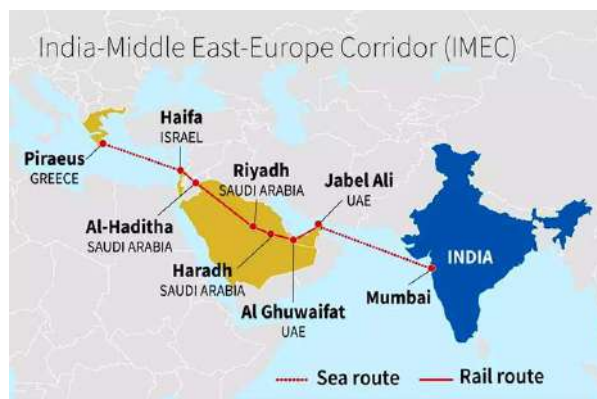 India-Middle East-Europe Corridor (IMEC)
Haifa
ISRAEL
Piraeus
GREECE
Riyadh
SAUDI ARABIA
Jabel Ali
UAE
Al-Haditha
SAUDI ARABIA
Haradh
SAUDI ARABIA
INDIA
Mumbai
Al Ghuwaifat
UAE
Sea route
Rail route